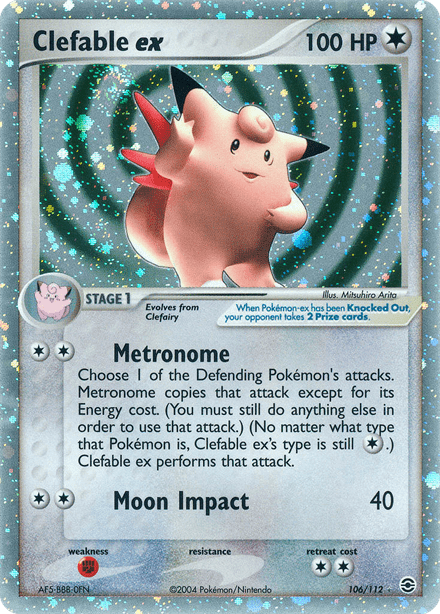 Clefable ex 100 HP
STAGE 1
Evolves from
Clefairy
Illus. Mitsuhiro Arita
When Pokémon-ex has been Knocked Out,
your opponent takes 2 Prize cards.
Metronome
Choose 1 of the Defending Pokémon's attacks.
Metronome copies that attack except for its
Energy cost. (You must still do anything else in
order to use that attack.) (No matter what type
that Pokémon is, Clefable ex's type is still .)
Clefable ex performs that attack.
Moon Impact 40
weakness resistance retreat cost
AF5-B8B-0FN ©2004 Pokémon/Nintendo 106/112